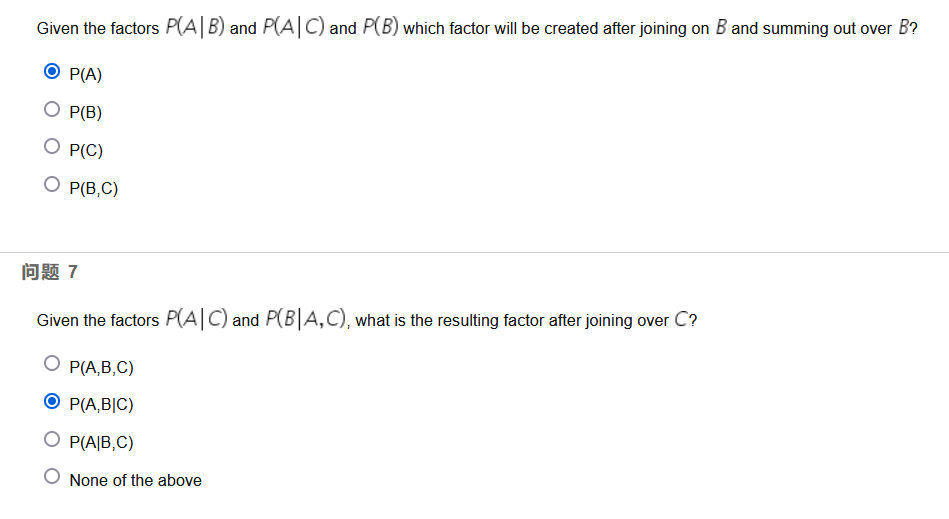 Given the factors P(A|B) and P(A|C) and P(B) which factor will be created after joining on B and summing out over B?
P(A)
P(B)
P(C)
P(B,C)
问题 7
Given the factors P(A|C) and P(B|A,C), what is the resulting factor after joining over C?
P(A,B,C)
P(A,B|C)
P(A|B,C)
None of the above